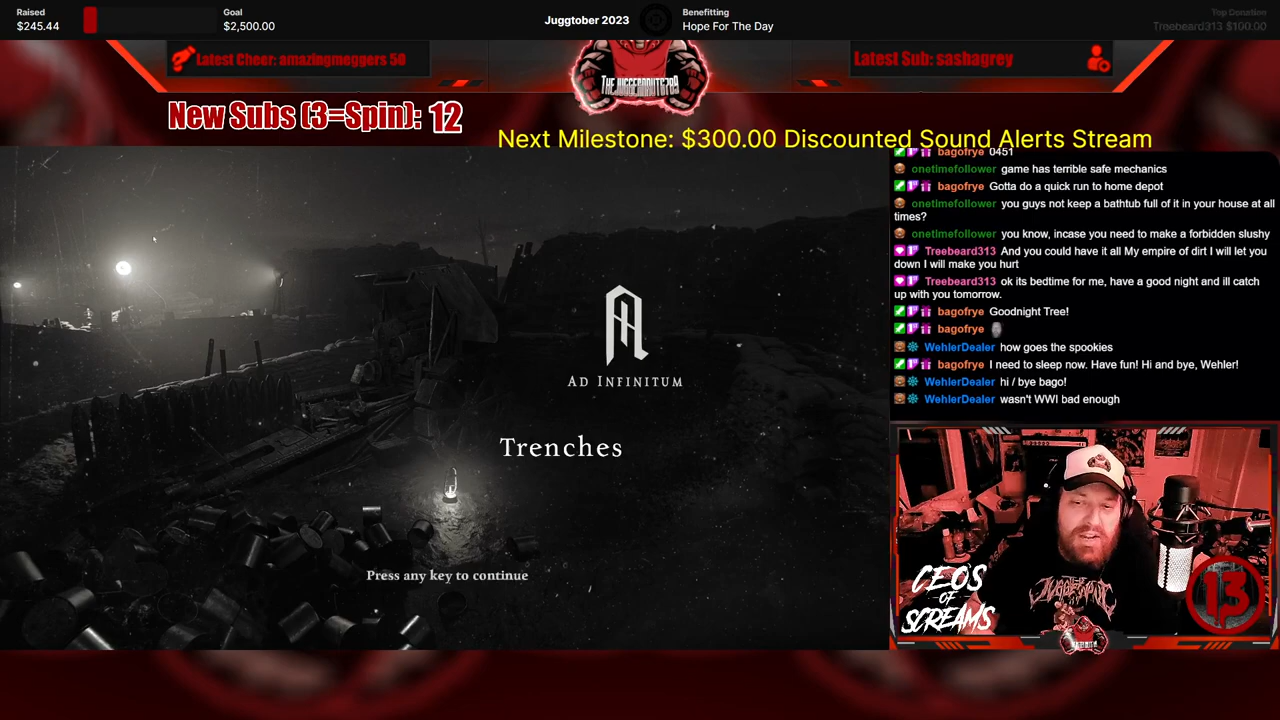 Raised
$245.44
Goal
$2,500.00
Juggtober 2023
Benefitting
Hope For The Day
Top Donation
Treebeard313 $100.00
Latest Cheer: amazingmeggers 50
THEJUGGERNAUT6789
Latest Sub: sashagrey
New Subs (3=Spin): 12
Next Milestone: $300.00 Discounted Sound Alerts Stream
bagofrye 0451
onetimefollower game has terrible safe mechanics
bagofrye Gotta do a quick run to home depot
onetimefollower you guys not keep a bathtub full of it in your house at all
times?
onetimefollower you know, incase you need to make a forbidden slushy
Treebeard313 And you could have it all My empire of dirt I will let you
down I will make you hurt
Treebeard313 ok its bedtime for me, have a good night and ill catch
up with you tomorrow.
bagofrye Goodnight Tree!
bagofrye
WehlerDealer how goes the spookies
bagofrye I need to sleep now. Have fun! Hi and bye, Wehler!
WehlerDealer hi / bye bago!
WehlerDealer wasn't WWI bad enough
AD INFINITUM
Trenches
Press any key to continue
CEO'S
OF
SCREAMS
13